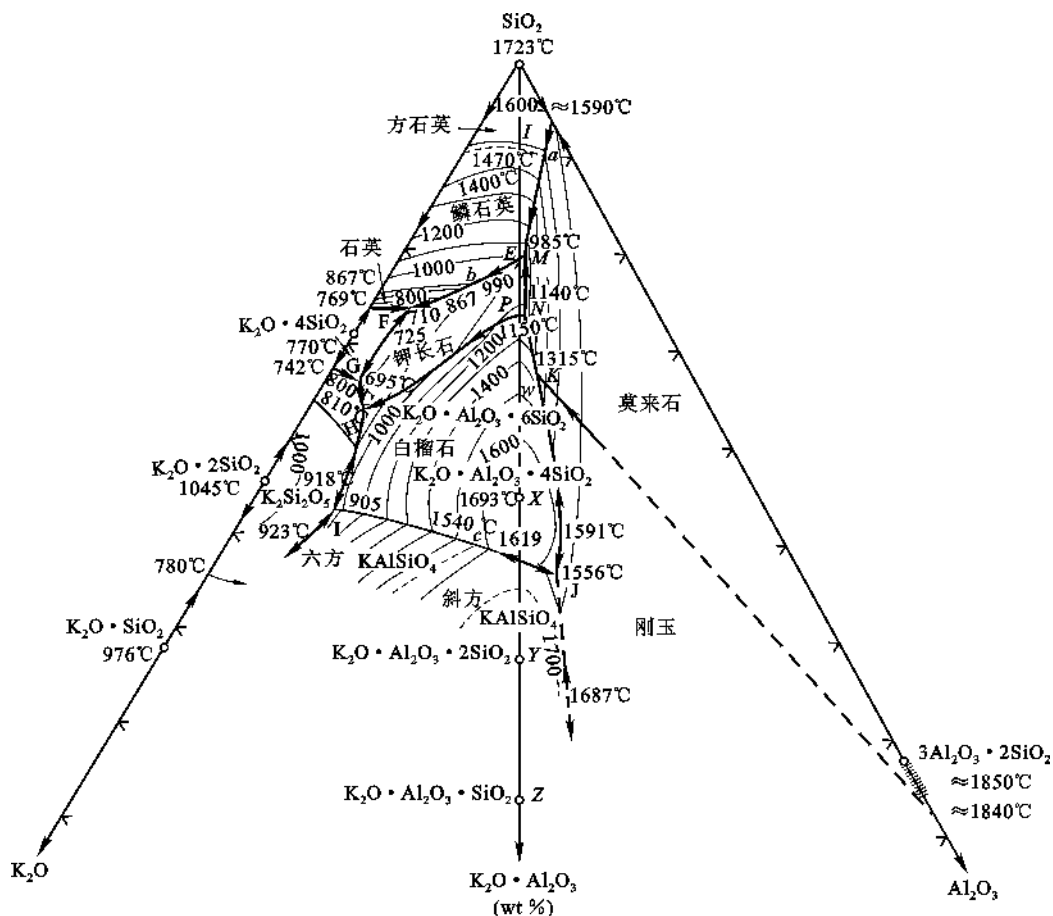 SiO₂
1723℃
1600
≈1590℃
方石英
I
a
1470℃
1400℃
鳞石英
1200
石英
985℃
E
M
1000
b
867℃
769℃
800
990
867
P
1140℃
N
F
710
725
1150℃
K₂O·4SiO₂
770℃
742℃
钾长石
1200
1315℃
G
800℃
695℃
1400
K
w
莫来石
810℃
H
1000
K₂O·Al₂O₃·6SiO₂
白榴石
1600
1000
K₂O·2SiO₂
1045℃
918℃
K₂O·Al₂O₃·4SiO₂
K₂Si₂O₅
905
1693℃
X
I
923℃
1540℃
c
1619
1591℃
六方
KAlSiO₄
1556℃
J
780℃
斜方
KAlSiO₄
刚玉
K₂O·SiO₂
976℃
K₂O·Al₂O₃·2SiO₂
Y
1700
1687℃
3Al₂O₃·2SiO₂
≈1850℃
≈1840℃
K₂O·Al₂O₃·SiO₂
Z
K₂O
K₂O·Al₂O₃
(wt %)
Al₂O₃